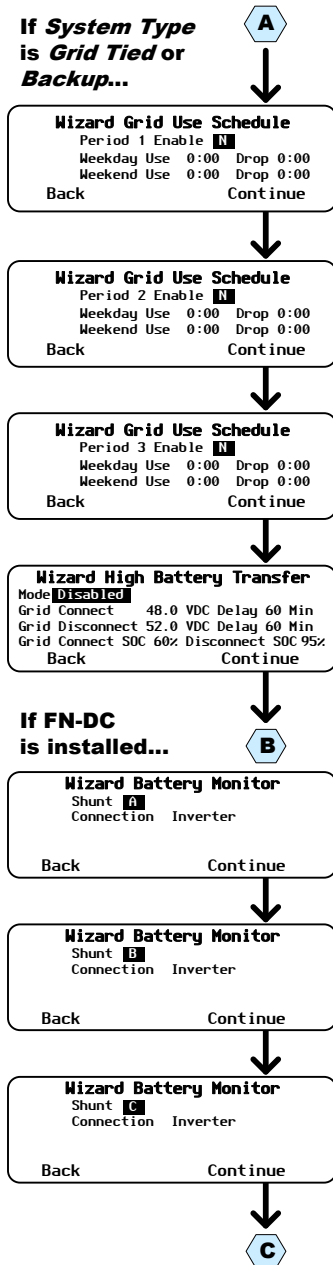 If System Type
is Grid Tied or
Backup...
A
Wizard Grid Use Schedule
Period 1 Enable N
Weekday Use 0:00 Drop 0:00
Weekend Use 0:00 Drop 0:00
Back Continue
Wizard Grid Use Schedule
Period 2 Enable N
Weekday Use 0:00 Drop 0:00
Weekend Use 0:00 Drop 0:00
Back Continue
Wizard Grid Use Schedule
Period 3 Enable N
Weekday Use 0:00 Drop 0:00
Weekend Use 0:00 Drop 0:00
Back Continue
Wizard High Battery Transfer
Mode Disabled
Grid Connect 48.0 VDC Delay 60 Min
Grid Disconnect 52.0 VDC Delay 60 Min
Grid Connect SOC 60% Disconnect SOC 95%
Back Continue
If FN-DC
is installed...
B
Wizard Battery Monitor
Shunt A
Connection Inverter
Back Continue
Wizard Battery Monitor
Shunt B
Connection Inverter
Back Continue
Wizard Battery Monitor
Shunt C
Connection Inverter
Back Continue
C